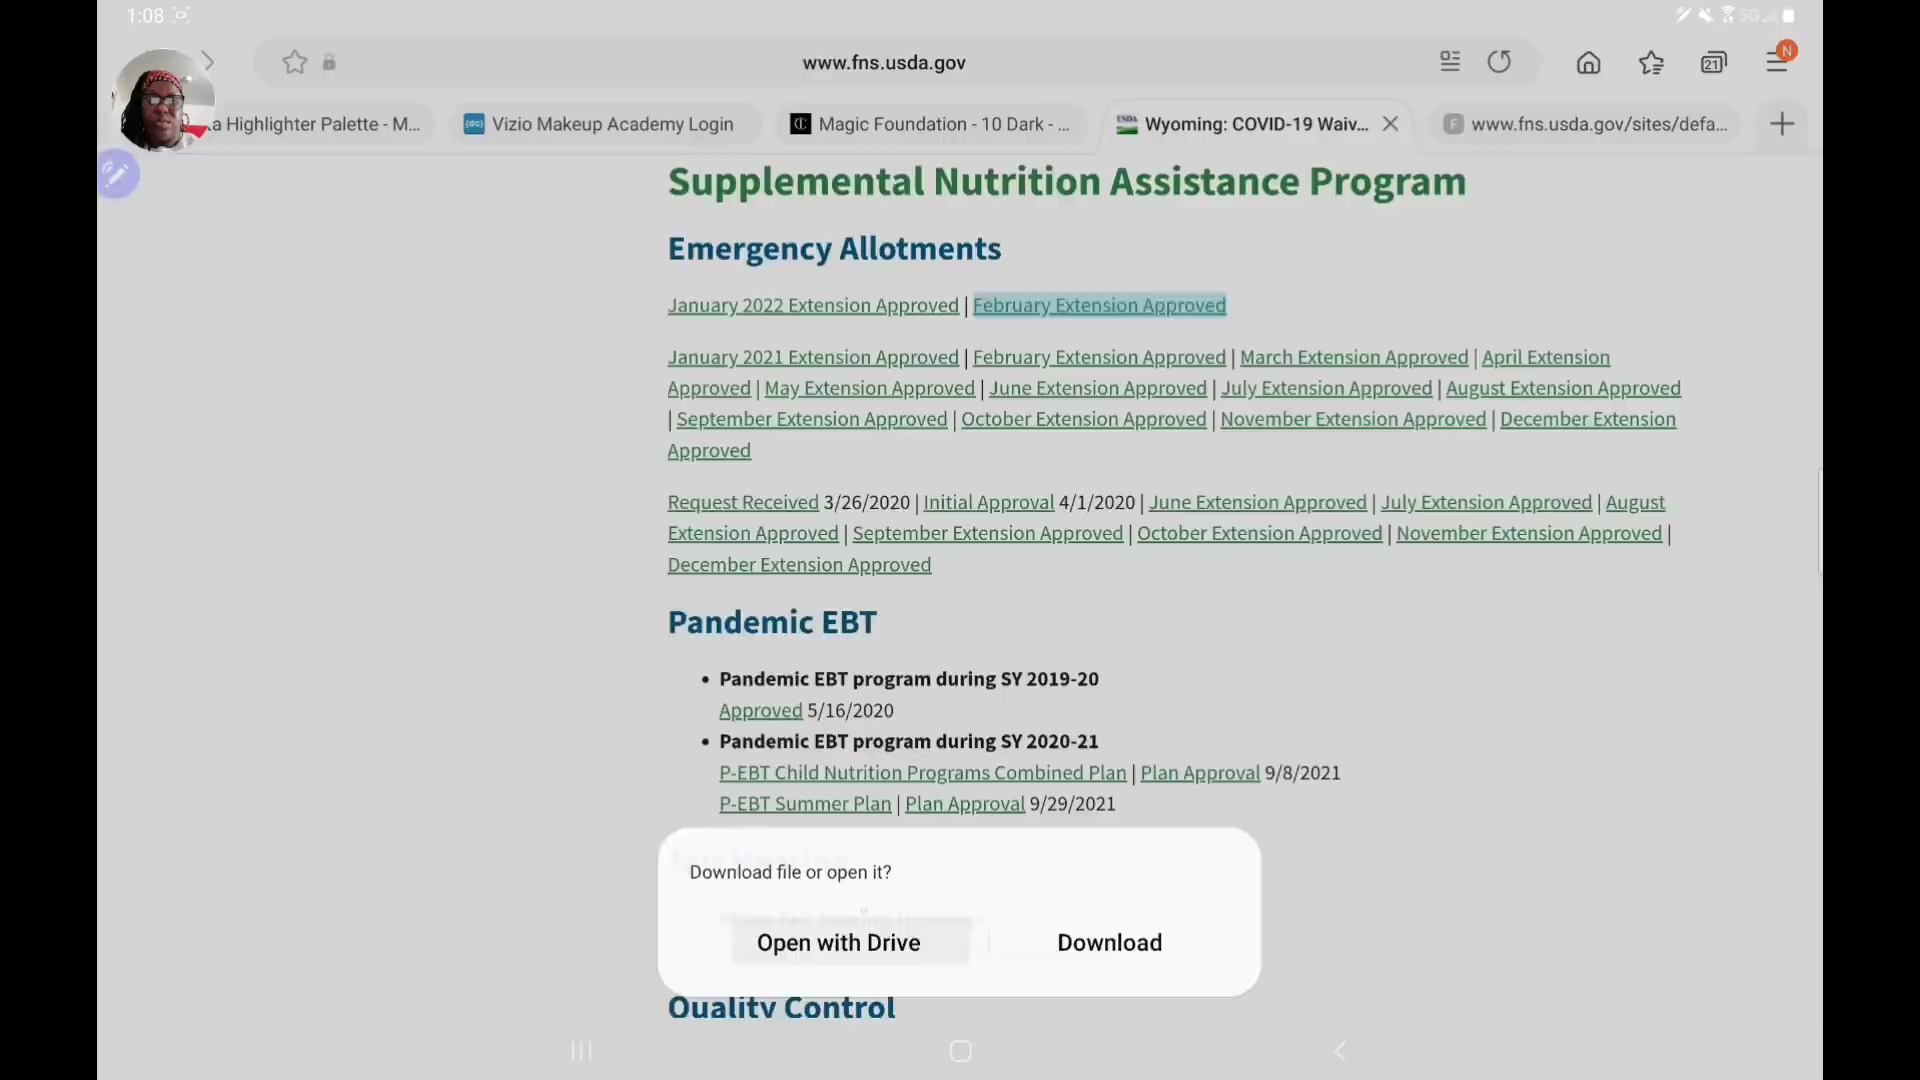 1:08
5G
www.fns.usda.gov
21
N
a Highlighter Palette - M...
{dc} Vizio Makeup Academy Login
Magic Foundation - 10 Dark - ...
USDA Wyoming: COVID-19 Waiv...
F www.fns.usda.gov/sites/defa...
Supplemental Nutrition Assistance Program
Emergency Allotments
January 2022 Extension Approved | February Extension Approved
January 2021 Extension Approved | February Extension Approved | March Extension Approved | April Extension
Approved | May Extension Approved | June Extension Approved | July Extension Approved | August Extension Approved
| September Extension Approved | October Extension Approved | November Extension Approved | December Extension
Approved
Request Received 3/26/2020 | Initial Approval 4/1/2020 | June Extension Approved | July Extension Approved | August
Extension Approved | September Extension Approved | October Extension Approved | November Extension Approved |
December Extension Approved
Pandemic EBT
• Pandemic EBT program during SY 2019-20
Approved 5/16/2020
• Pandemic EBT program during SY 2020-21
P-EBT Child Nutrition Programs Combined Plan | Plan Approval 9/8/2021
P-EBT Summer Plan | Plan Approval 9/29/2021
Download file or open it?
Open with Drive
Download
Quality Control